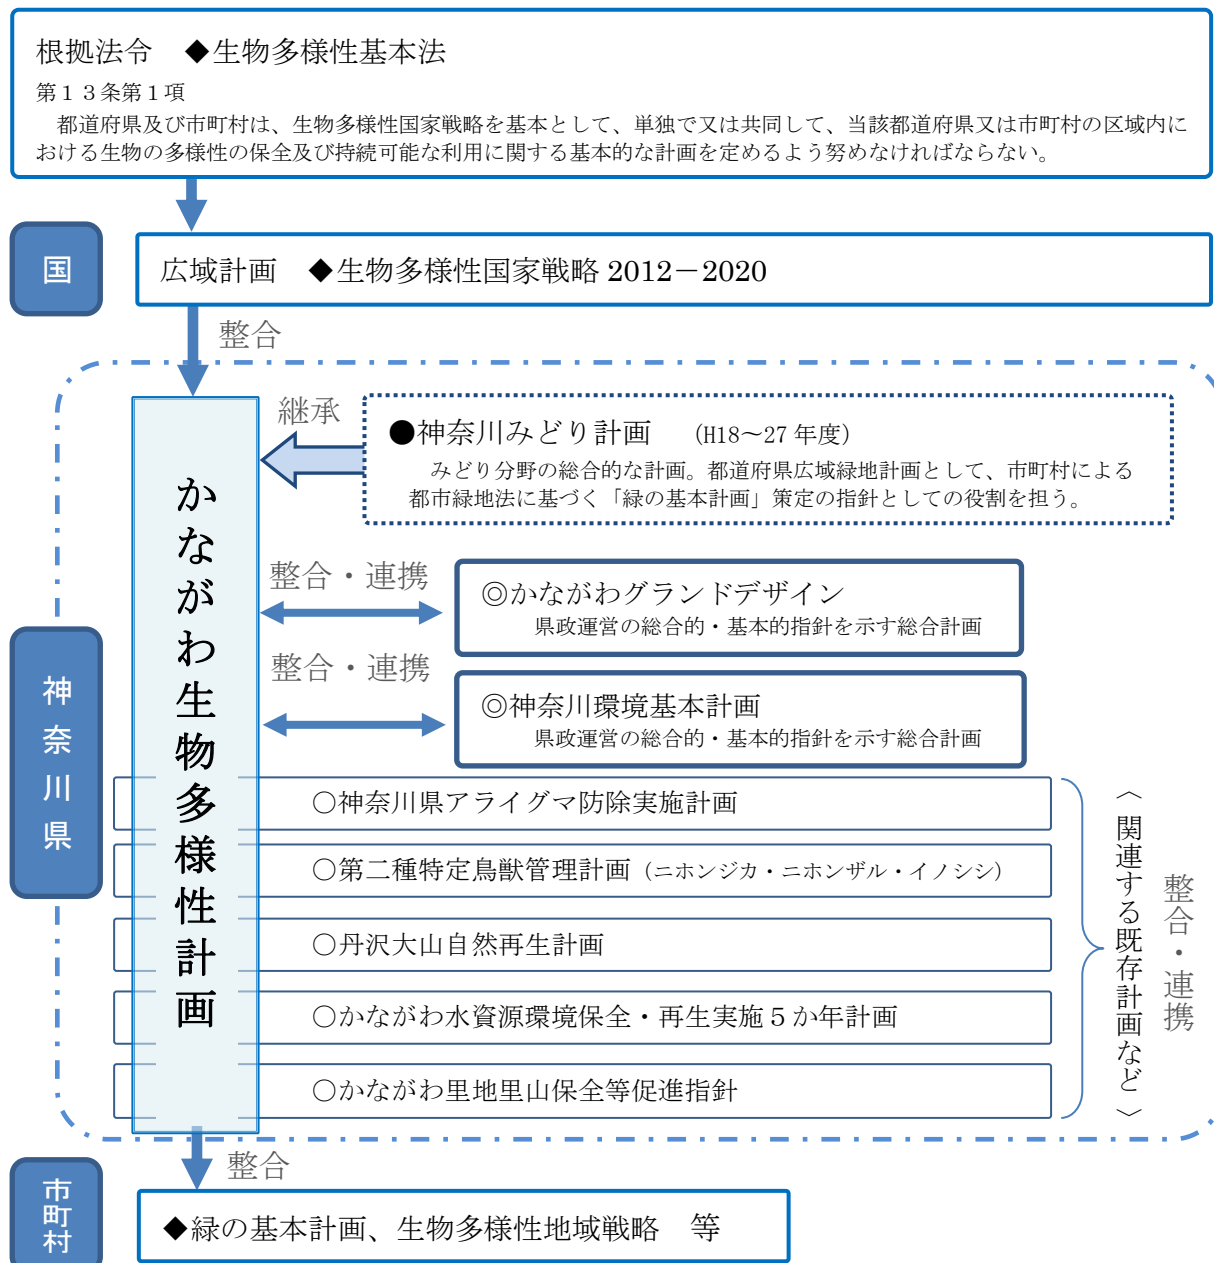 根拠法令　◆生物多様性基本法
第１３条第１項
　都道府県及び市町村は、生物多様性国家戦略を基本として、単独で又は共同して、当該都道府県又は市町村の区域内に
おける生物の多様性の保全及び持続可能な利用に関する基本的な計画を定めるよう努めなければならない。
国
広域計画　◆生物多様性国家戦略 2012－2020
整合
継承
●神奈川みどり計画　（H18～27 年度）
みどり分野の総合的な計画。都道府県広域緑地計画として、市町村による
都市緑地法に基づく「緑の基本計画」策定の指針としての役割を担う。
かながわ生物多様性計画
整合・連携
◎かながわグランドデザイン
県政運営の総合的・基本的指針を示す総合計画
整合・連携
◎神奈川環境基本計画
県政運営の総合的・基本的指針を示す総合計画
神奈川県
○神奈川県アライグマ防除実施計画
○第二種特定鳥獣管理計画（ニホンジカ・ニホンザル・イノシシ）
○丹沢大山自然再生計画
○かながわ水資源環境保全・再生実施５か年計画
○かながわ里地里山保全等促進指針
〈 関連する既存計画など 〉
整合・連携
整合
市町村
◆緑の基本計画、生物多様性地域戦略　等